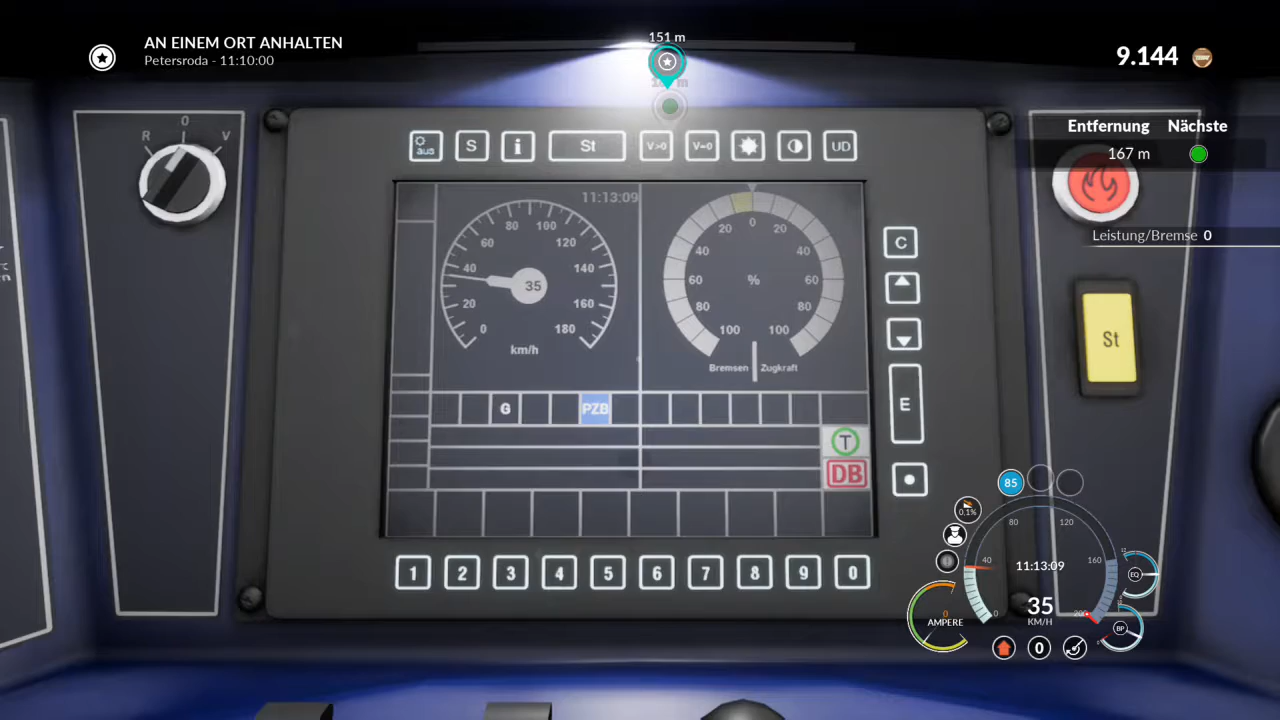 AN EINEM ORT ANHALTEN
Petersroda - 11:10:00
151 m
9.144
Entfernung Nächste
167 m
Leistung/Bremse 0
R 0 V
aus S i St V>0 V=0 UD
11:13:09
0 20 40 60 80 100 120 140 160 180
35
km/h
100 80 60 40 20 0 20 40 60 80 100
%
Bremsen Zugkraft
C
E
G PZB
T
DB
St
1 2 3 4 5 6 7 8 9 0
85
0.1%
0 40 80 120 160 200
11:13:09
35
KM/H
0
AMPERE
EQ
BP
0